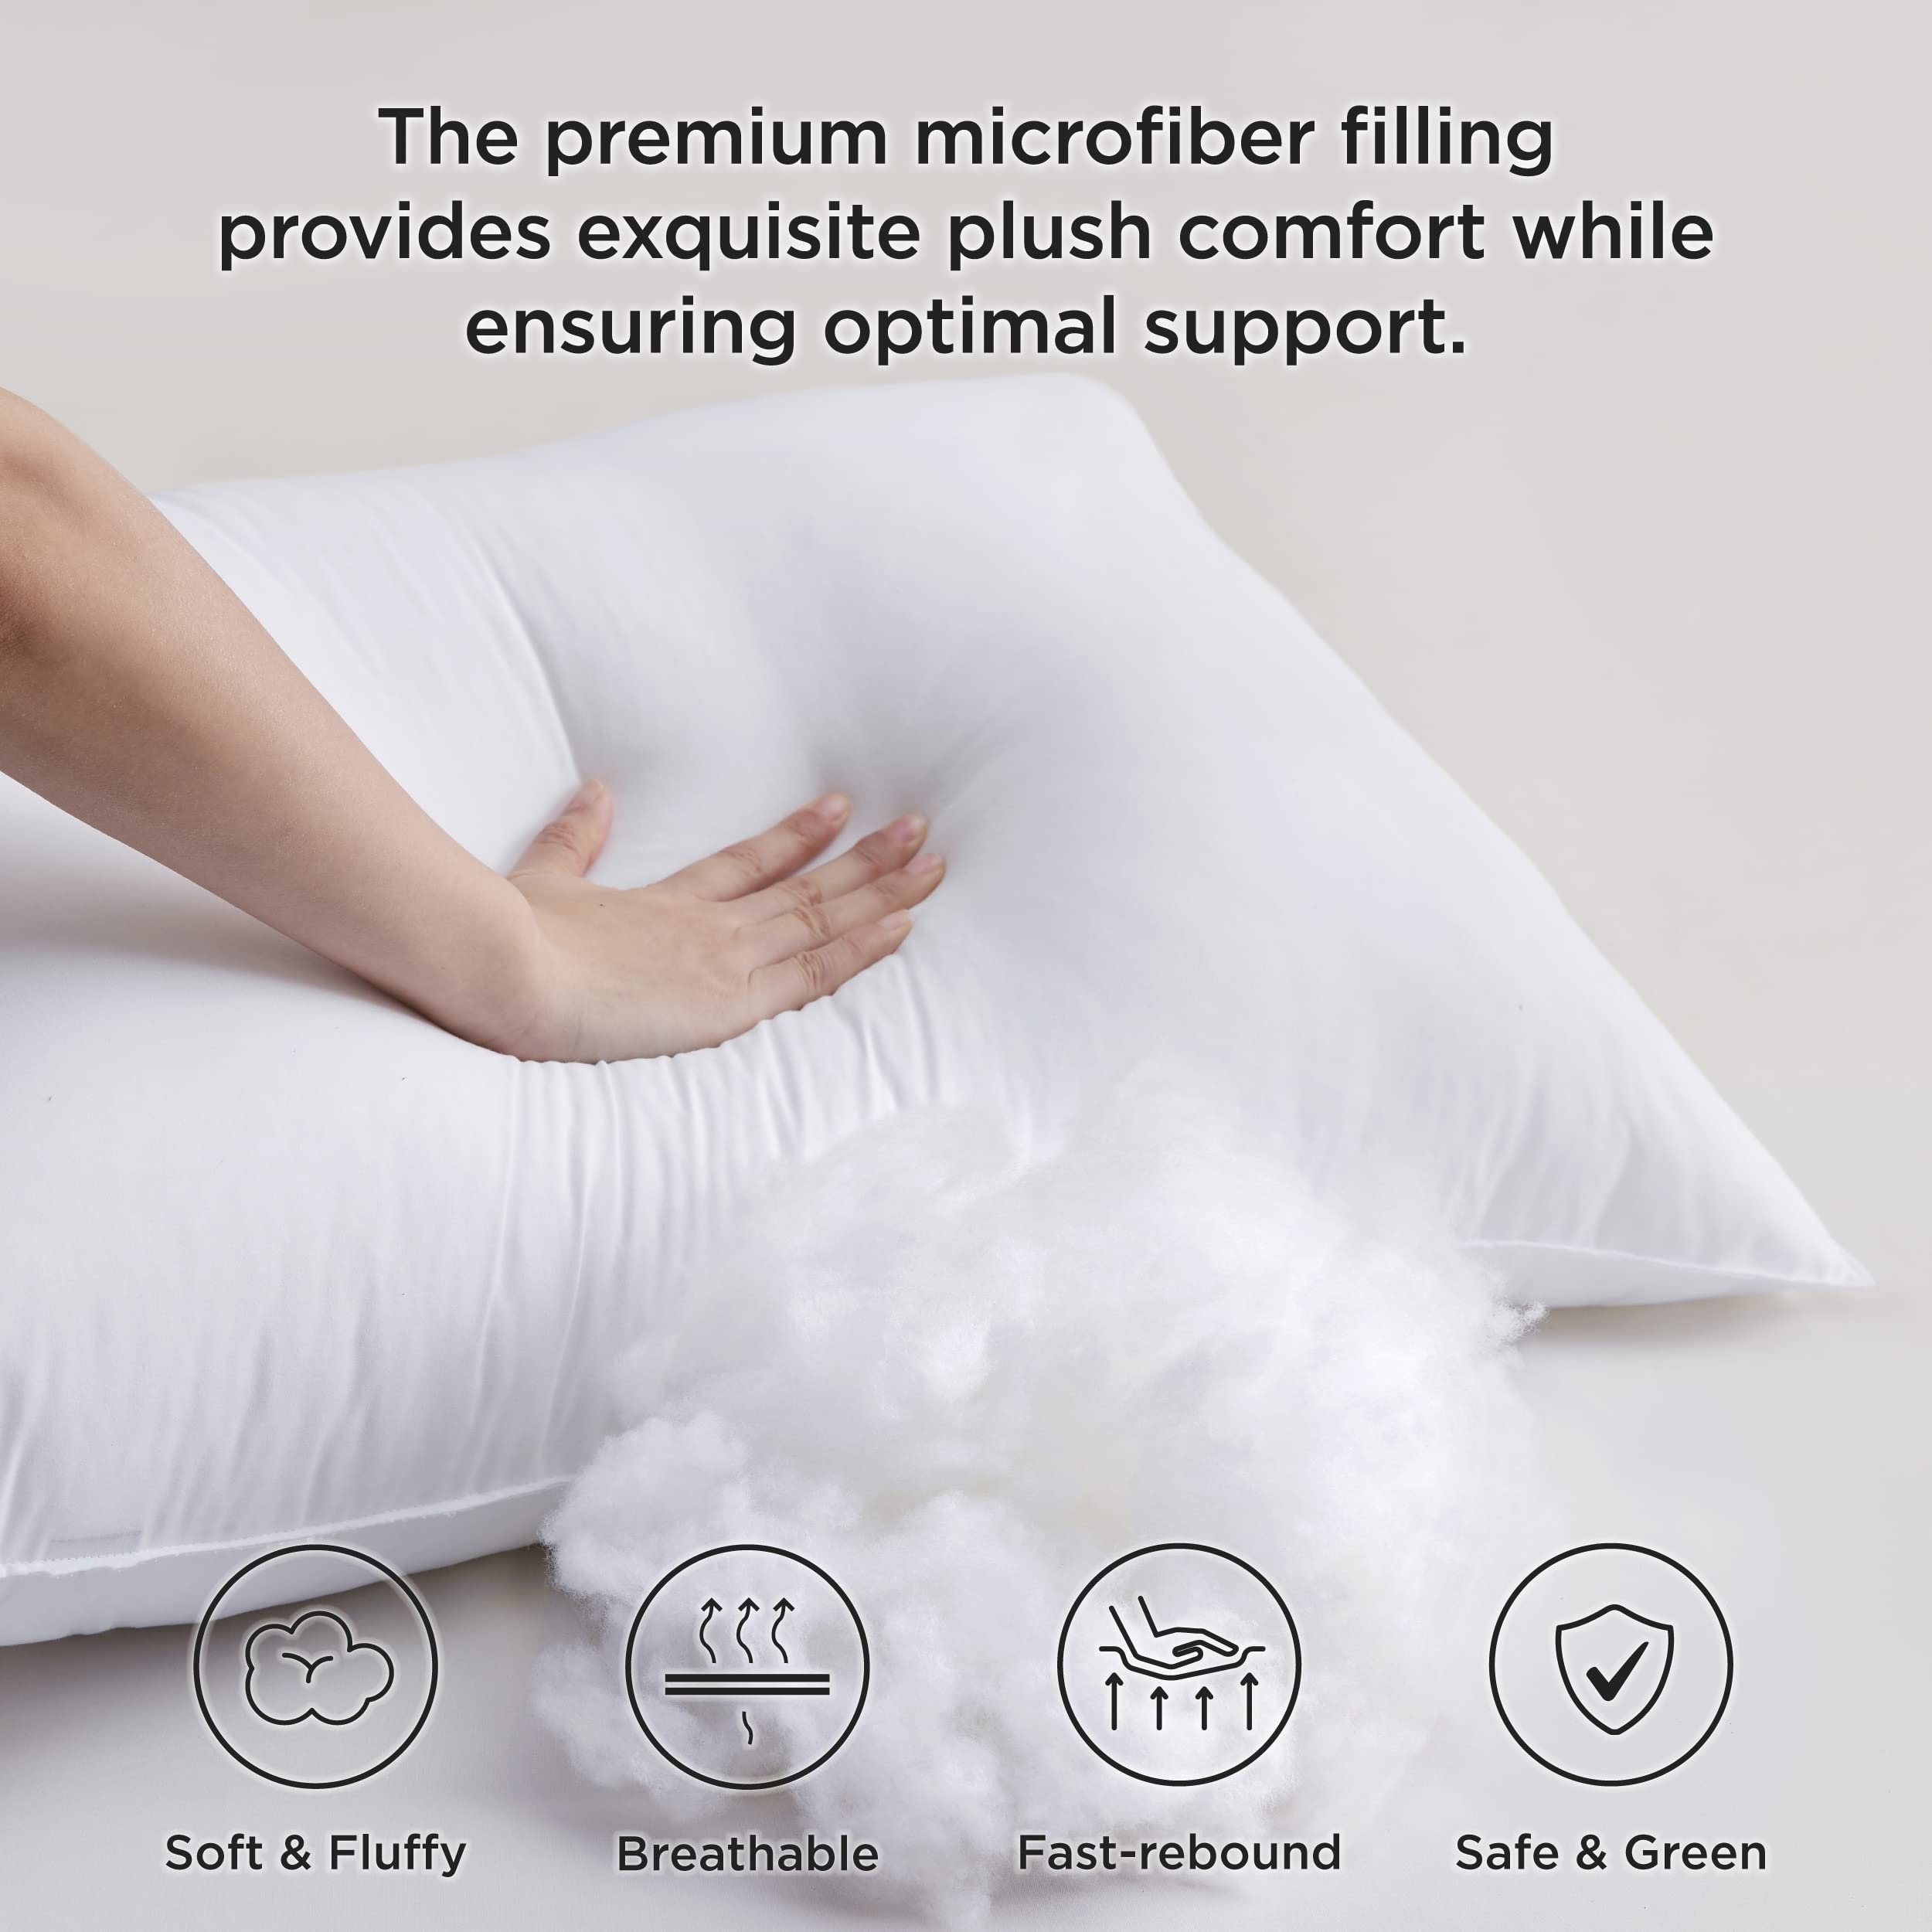 The premium microfiber filling
provides exquisite plush comfort while
ensuring optimal support.
Soft & Fluffy
Breathable
Fast-rebound
Safe & Green